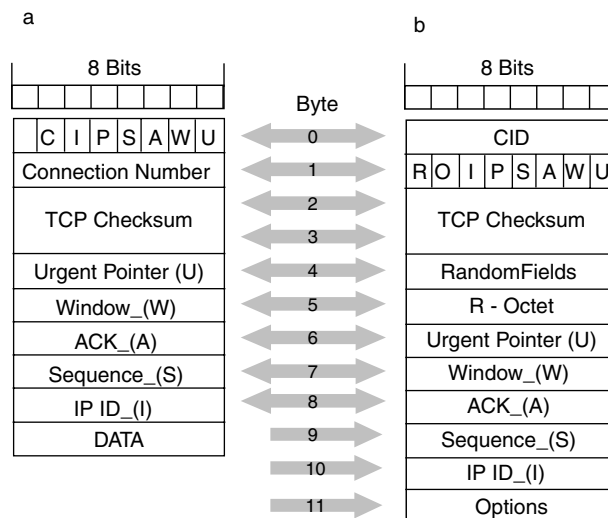 a
8 Bits
C I P S A W U
Connection Number
TCP Checksum
Urgent Pointer (U)
Window_(W)
ACK_(A)
Sequence_(S)
IP ID_(I)
DATA
Byte
0
1
2
3
4
5
6
7
8
9
10
11
b
8 Bits
CID
R O I P S A W U
TCP Checksum
RandomFields
R - Octet
Urgent Pointer (U)
Window_(W)
ACK_(A)
Sequence_(S)
IP ID_(I)
Options